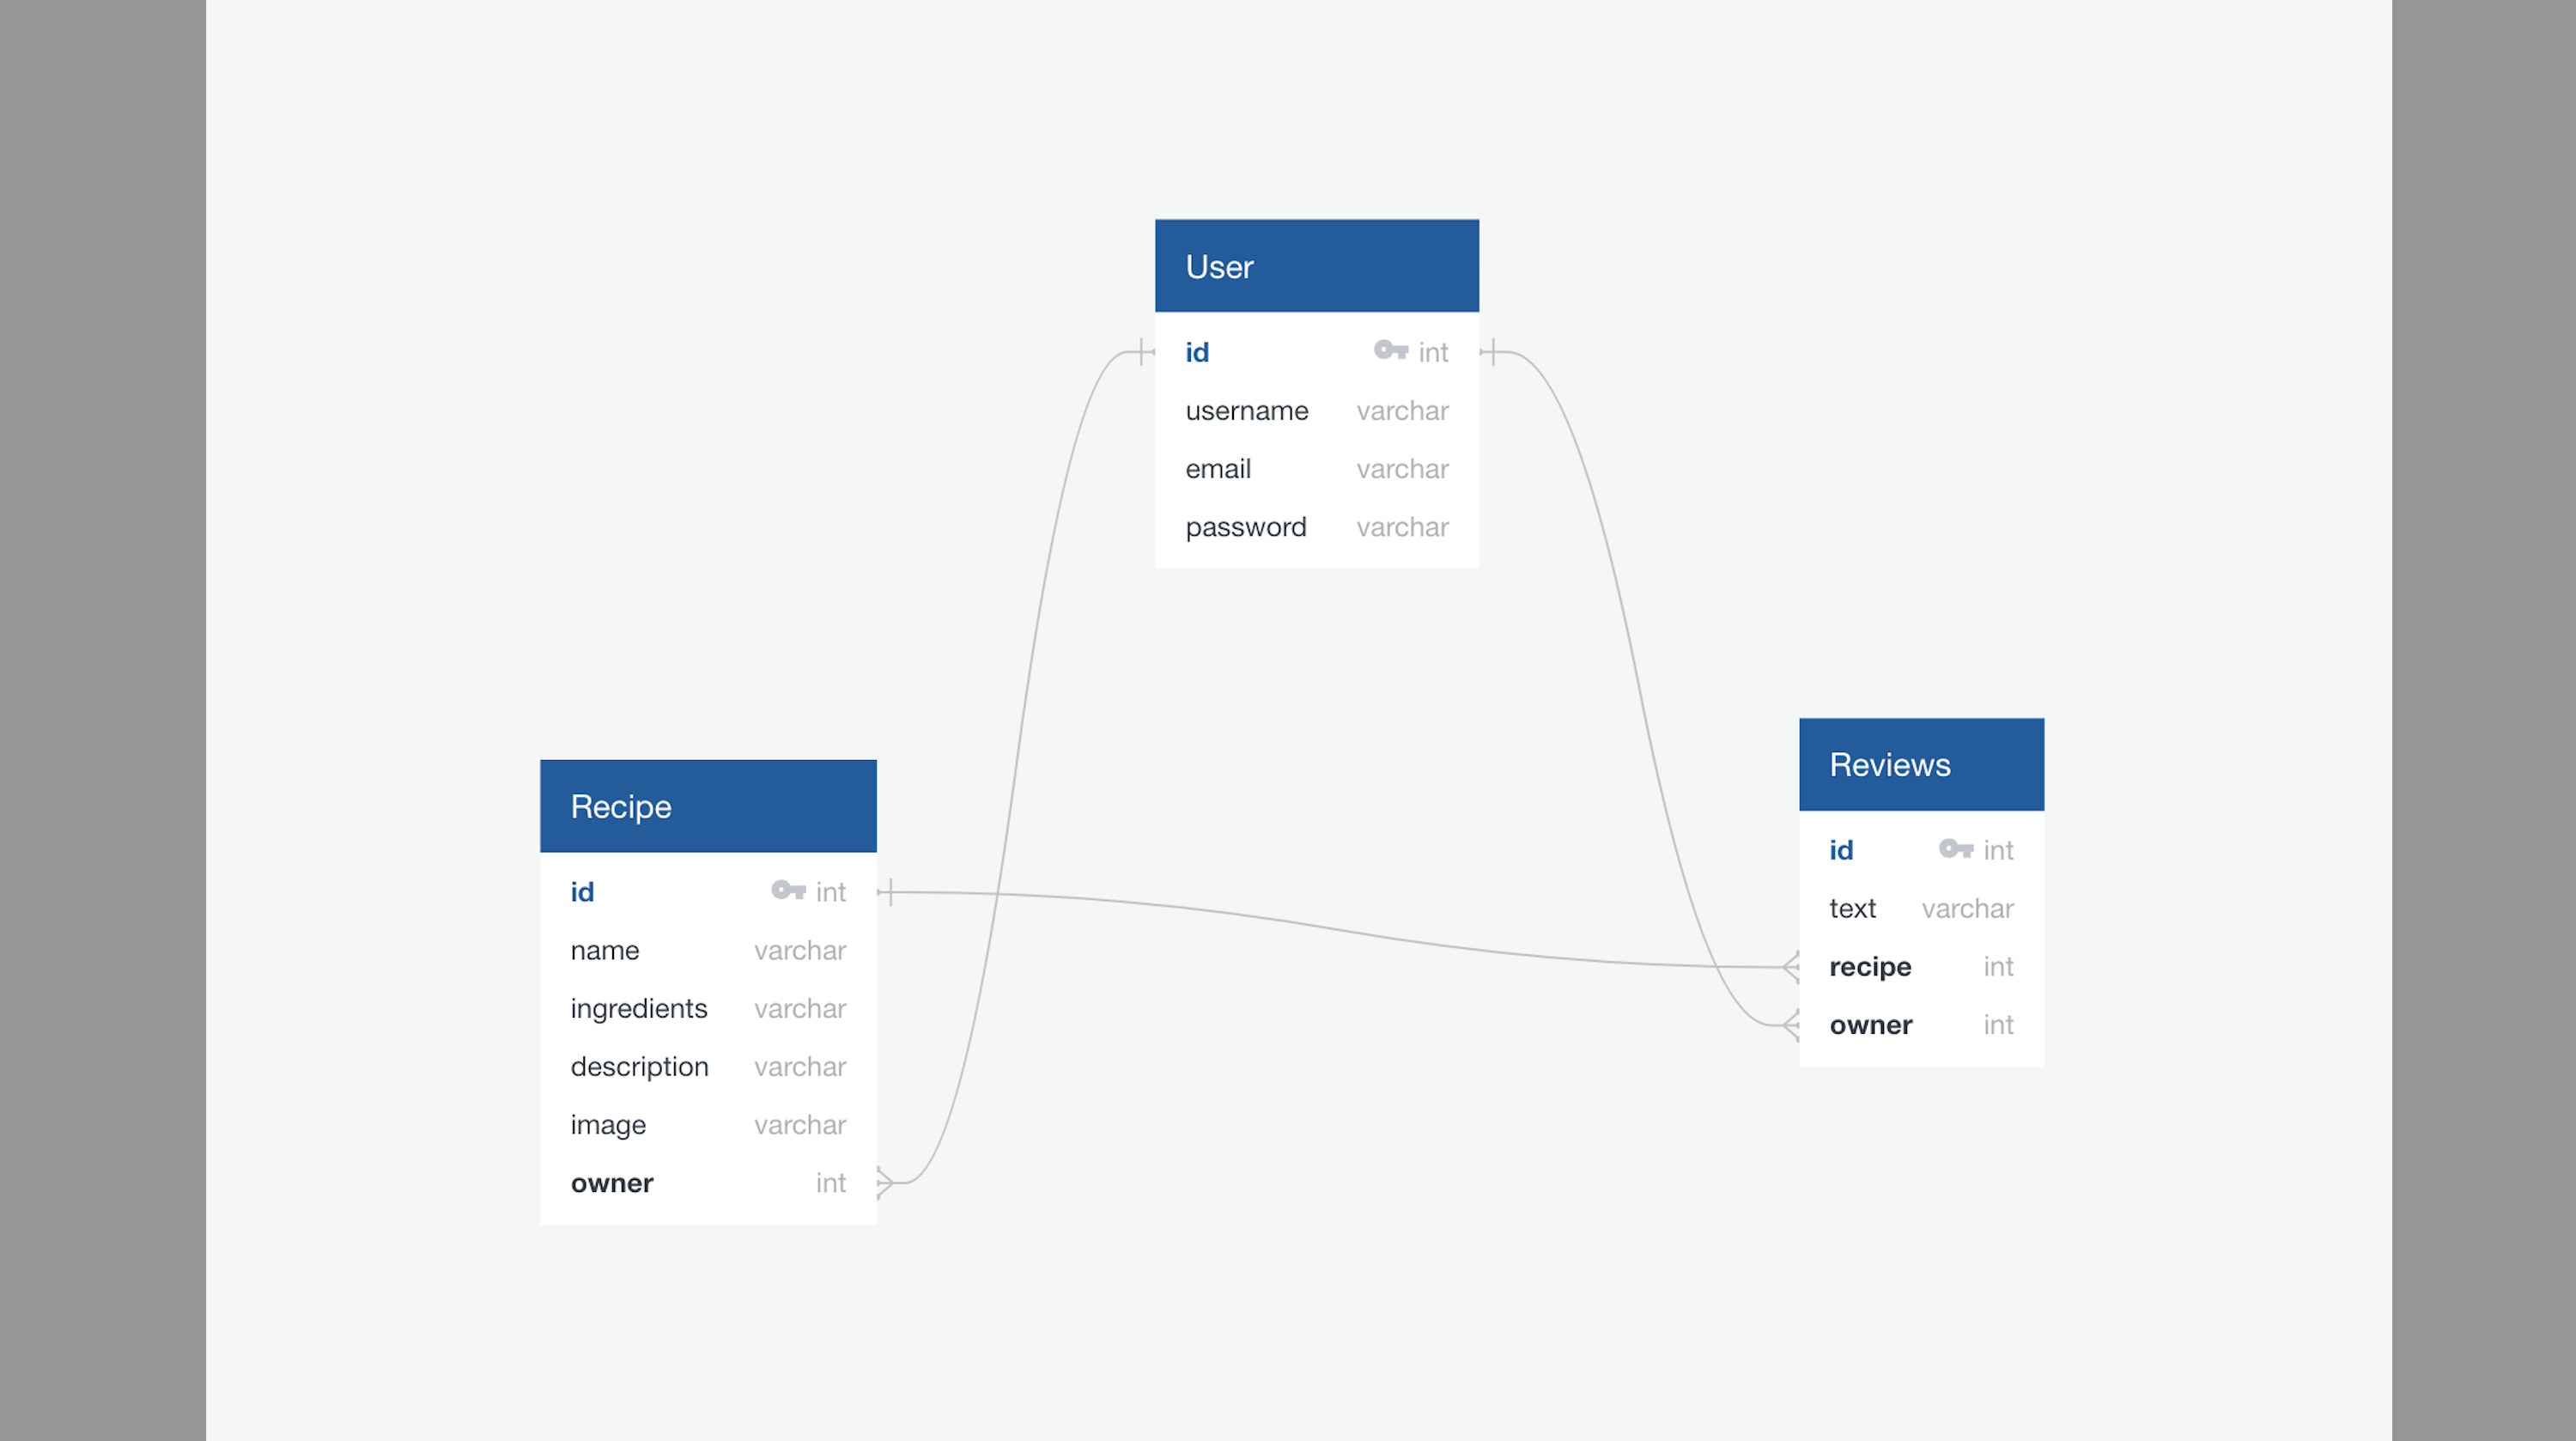 User
id int
username varchar
email varchar
password varchar
Recipe
id int
name varchar
ingredients varchar
description varchar
image varchar
owner int
Reviews
id int
text varchar
recipe int
owner int